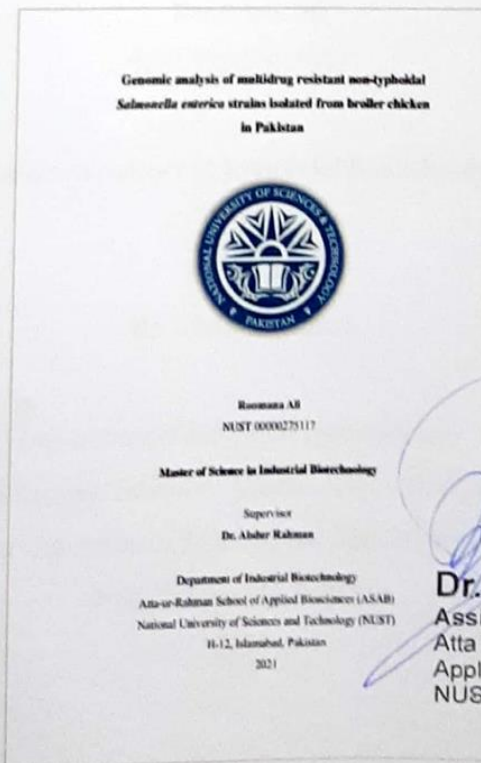 Genomic analysis of multidrug resistant non-typhoidal
Salmonella enterica strains isolated from broiler chicken
in Pakistan
NATIONAL UNIVERSITY OF SCIENCES & TECHNOLOGY
PAKISTAN
Roomana Ali
NUST 00000275117
Master of Science in Industrial Biotechnology
Supervisor
Dr. Abdur Rahman
Department of Industrial Biotechnology
Atta-ur-Rahman School of Applied Biosciences (ASAB)
National University of Sciences and Technology (NUST)
H-12, Islamabad, Pakistan
2021
Dr.
Assi
Atta
Appl
NUS